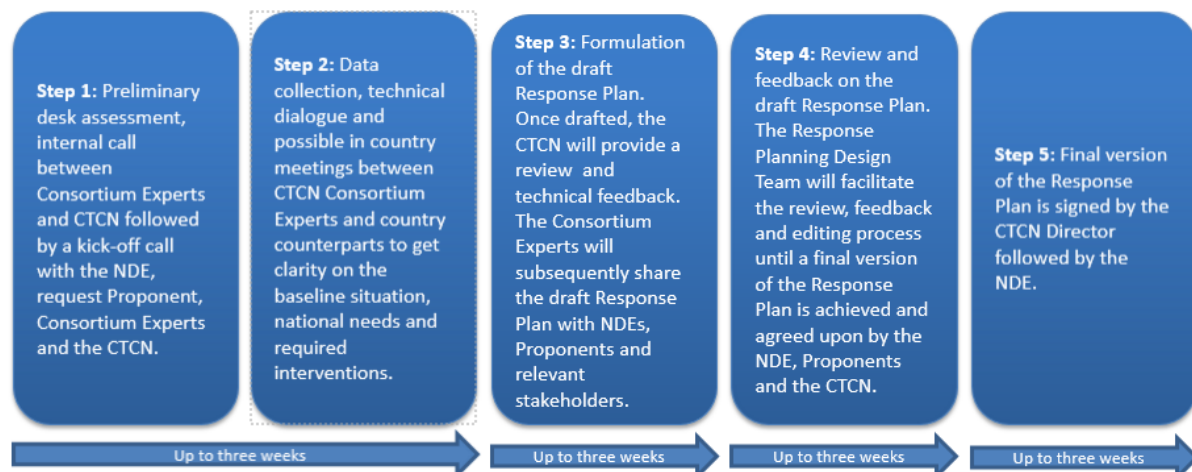 Step 1: Preliminary
desk assessment,
internal call
between
Consortium Experts
and CTCN followed
by a kick-off call
with the NDE,
request Proponent,
Consortium Experts
and the CTCN.
Step 2: Data
collection, technical
dialogue and
possible in country
meetings between
CTCN Consortium
Experts and country
counterparts to get
clarity on the
baseline situation,
national needs and
required
interventions.
Step 3: Formulation
of the draft
Response Plan.
Once drafted, the
CTCN will provide a
review and
technical feedback.
The Consortium
Experts will
subsequently share
the draft Response
Plan with NDEs,
Proponents and
relevant
stakeholders.
Step 4: Review and
feedback on the
draft Response Plan.
The Response
Planning Design
Team will facilitate
the review, feedback
and editing process
until a final version
of the Response
Plan is achieved and
agreed upon by the
NDE, Proponents
and the CTCN.
Step 5: Final version
of the Response
Plan is signed by the
CTCN Director
followed by the
NDE.
Up to three weeks
Up to three weeks
Up to three weeks
Up to three weeks